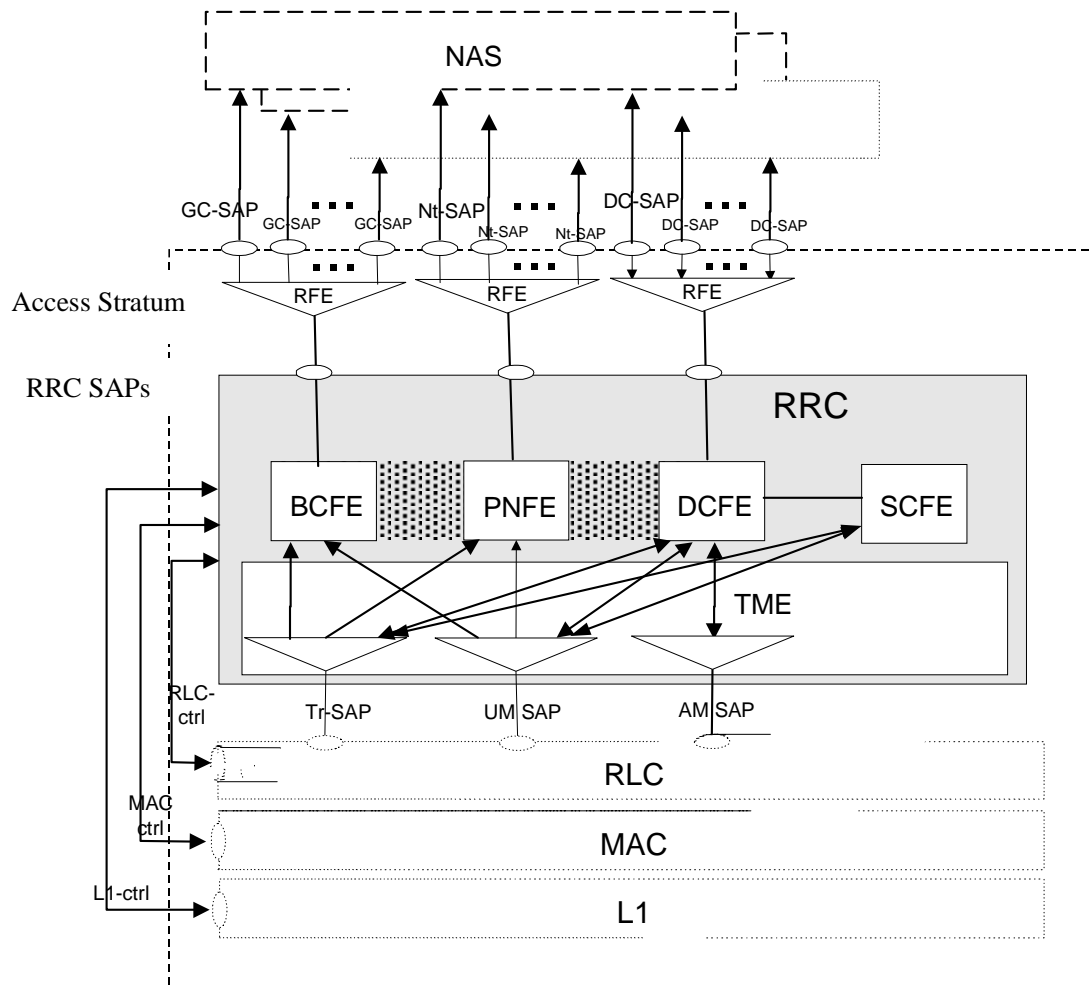 NAS
GC-SAP
GC-SAP
GC-SAP
Nt-SAP
Nt-SAP
Nt-SAP
DC-SAP
DC-SAP
DC-SAP
RFE
RFE
RFE
Access Stratum
RRC SAPs
RRC
BCFE
PNFE
DCFE
SCFE
TME
RLC-
ctrl
Tr-SAP
UM SAP
AM SAP
RLC
MAC
ctrl
MAC
L1-ctrl
L1